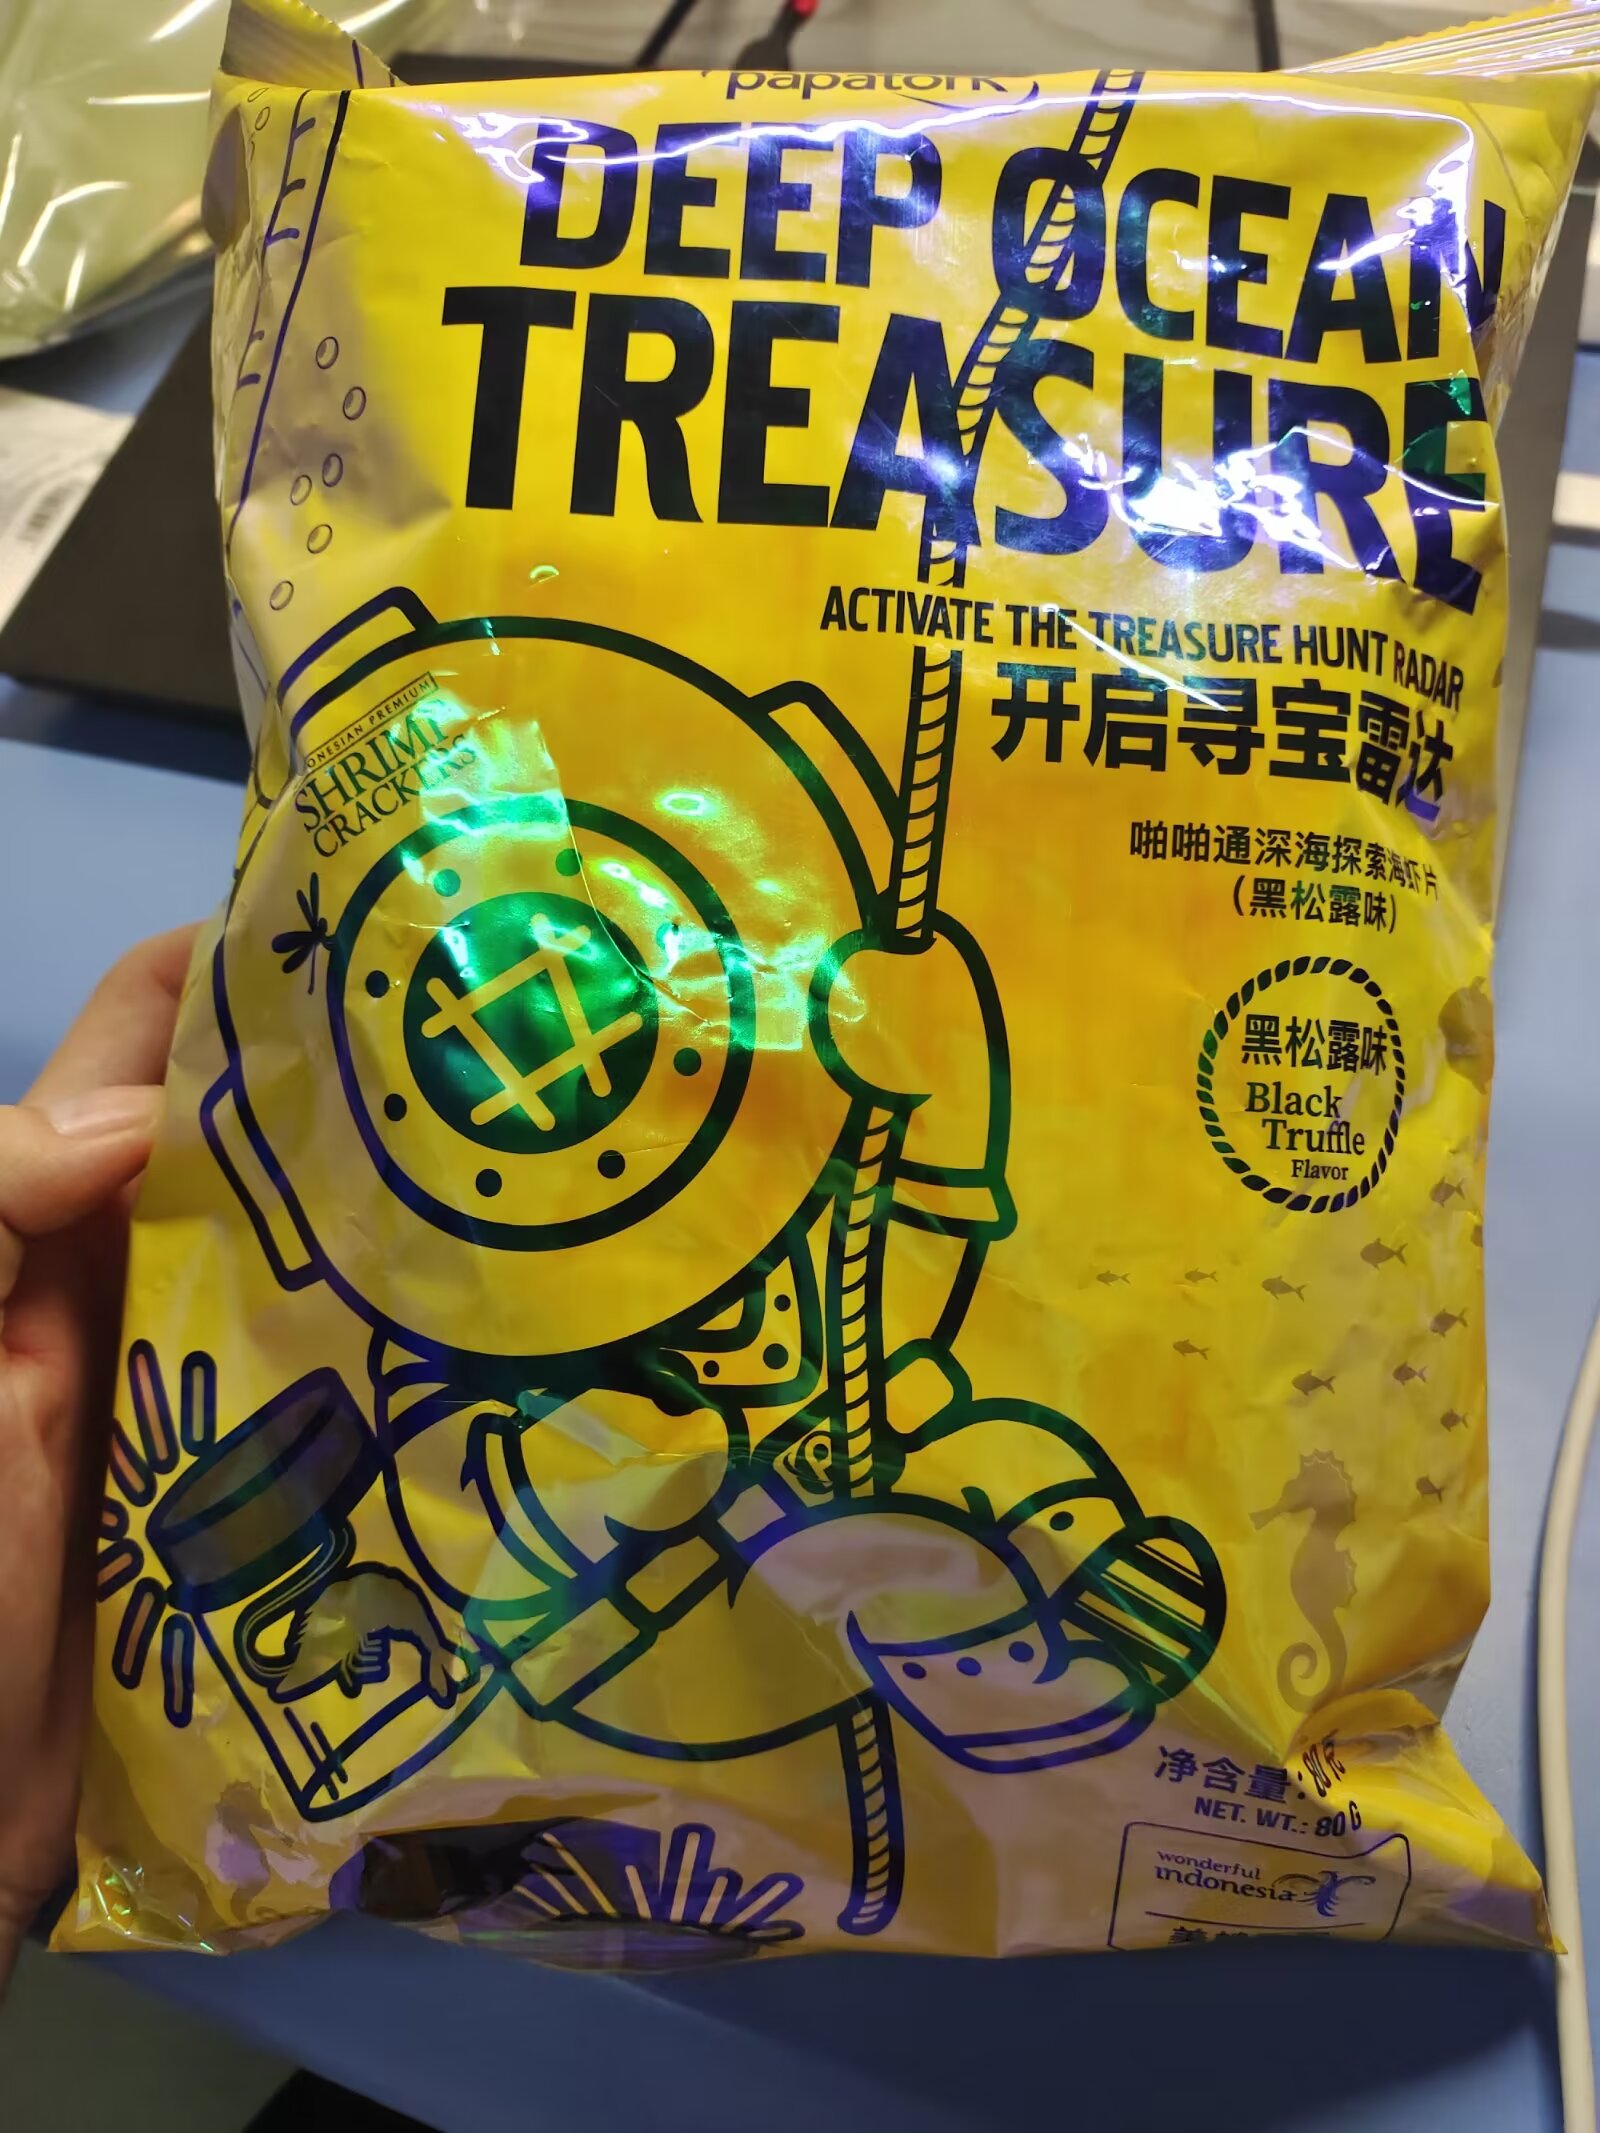 papatonk
DEEP OCEAN
TREASURE
ACTIVATE THE TREASURE HUNT RADAR
开启寻宝雷达
ONESIAN PREMIUM
SHRIMP
CRACKERS
啪啪通深海探索海虾片
(黑松露味)
黑松露味
Black
Truffle
Flavor
P
净含量:80克
NET. WT.: 80 G
wonderful
indonesia